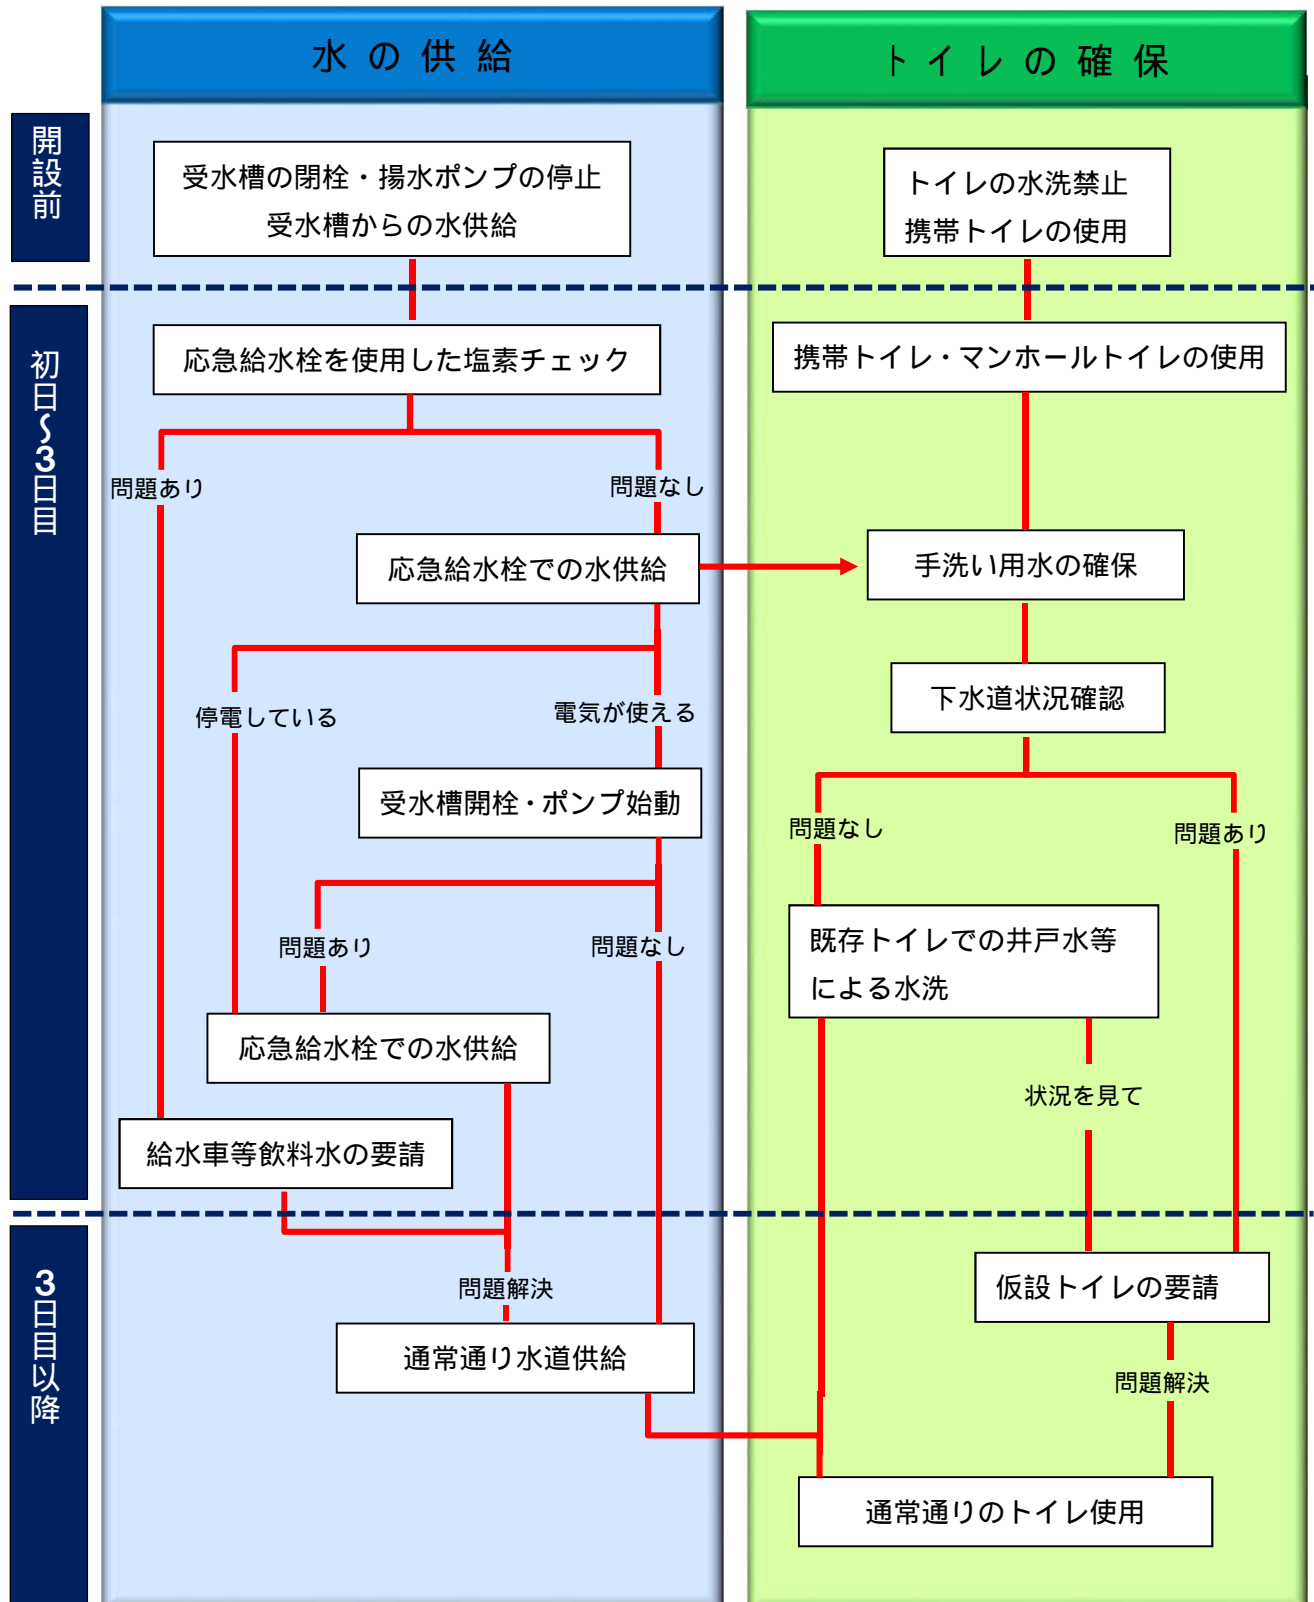 水の供給
トイレの確保
開設前
受水槽の閉栓・揚水ポンプの停止
受水槽からの水供給
トイレの水洗禁止
携帯トイレの使用
初日～3日目
応急給水栓を使用した塩素チェック
携帯トイレ・マンホールトイレの使用
問題あり
問題なし
応急給水栓での水供給
手洗い用水の確保
下水道状況確認
停電している
電気が使える
受水槽開栓・ポンプ始動
問題なし
問題あり
問題あり
問題なし
既存トイレでの井戸水等
による水洗
応急給水栓での水供給
状況を見て
給水車等飲料水の要請
3日目以降
問題解決
仮設トイレの要請
通常通り水道供給
問題解決
通常通りのトイレ使用